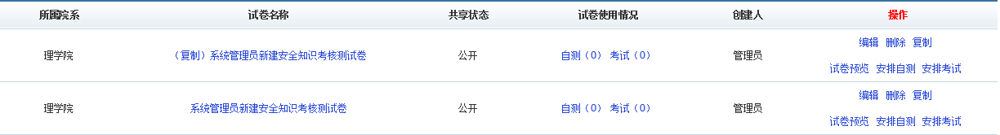 所属院系 试卷名称 共享状态 试卷使用情况 创建人 操作
编辑 删除 复制
理学院 （复制）系统管理员新建安全知识考核测试卷 公开 自测（0） 考试（0） 管理员
试卷预览 安排自测 安排考试
编辑 删除 复制
理学院 系统管理员新建安全知识考核测试卷 公开 自测（0） 考试（0） 管理员
试卷预览 安排自测 安排考试